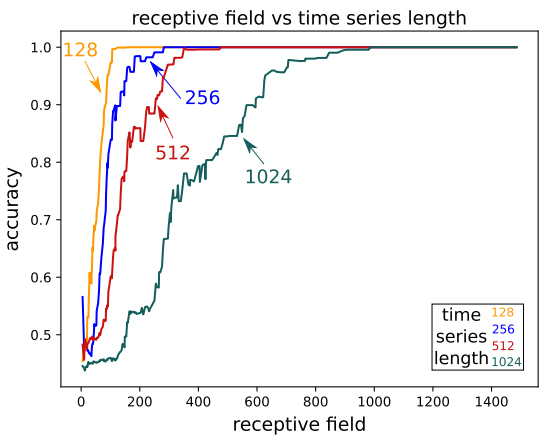 receptive field vs time series length
1.0
0.9
0.8
0.7
0.6
0.5
accuracy
128
256
512
1024
time
series
length
128
256
512
1024
0 200 400 600 800 1000 1200 1400
receptive field